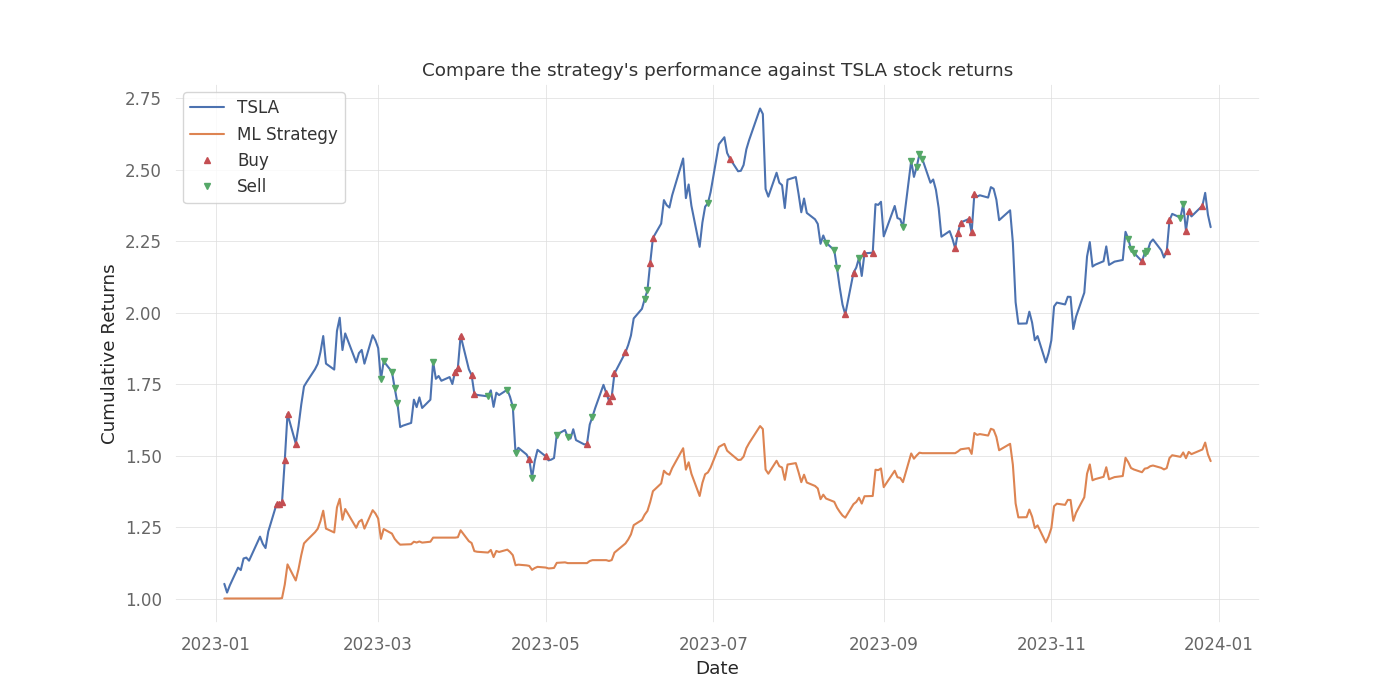 Compare the strategy's performance against TSLA stock returns
TSLA
ML Strategy
Buy
Sell
Cumulative Returns
2.75
2.50
2.25
2.00
1.75
1.50
1.25
1.00
2023-01
2023-03
2023-05
2023-07
2023-09
2023-11
2024-01
Date